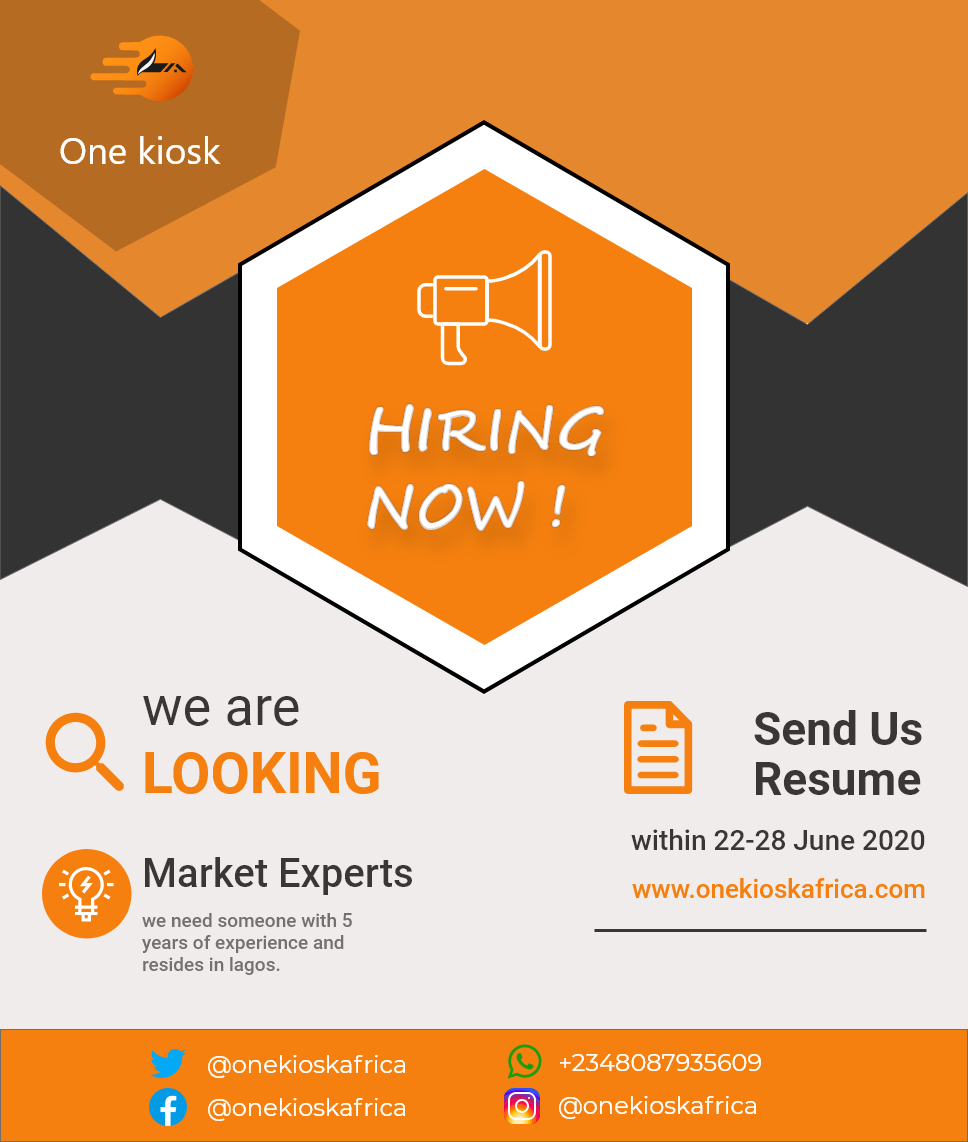 One kiosk
HIRING
NOW !
we are
LOOKING
Market Experts
we need someone with 5
years of experience and
resides in lagos.
Send Us
Resume
within 22-28 June 2020
www.onekioskafrica.com
@onekioskafrica
+2348087935609
@onekioskafrica
@onekioskafrica